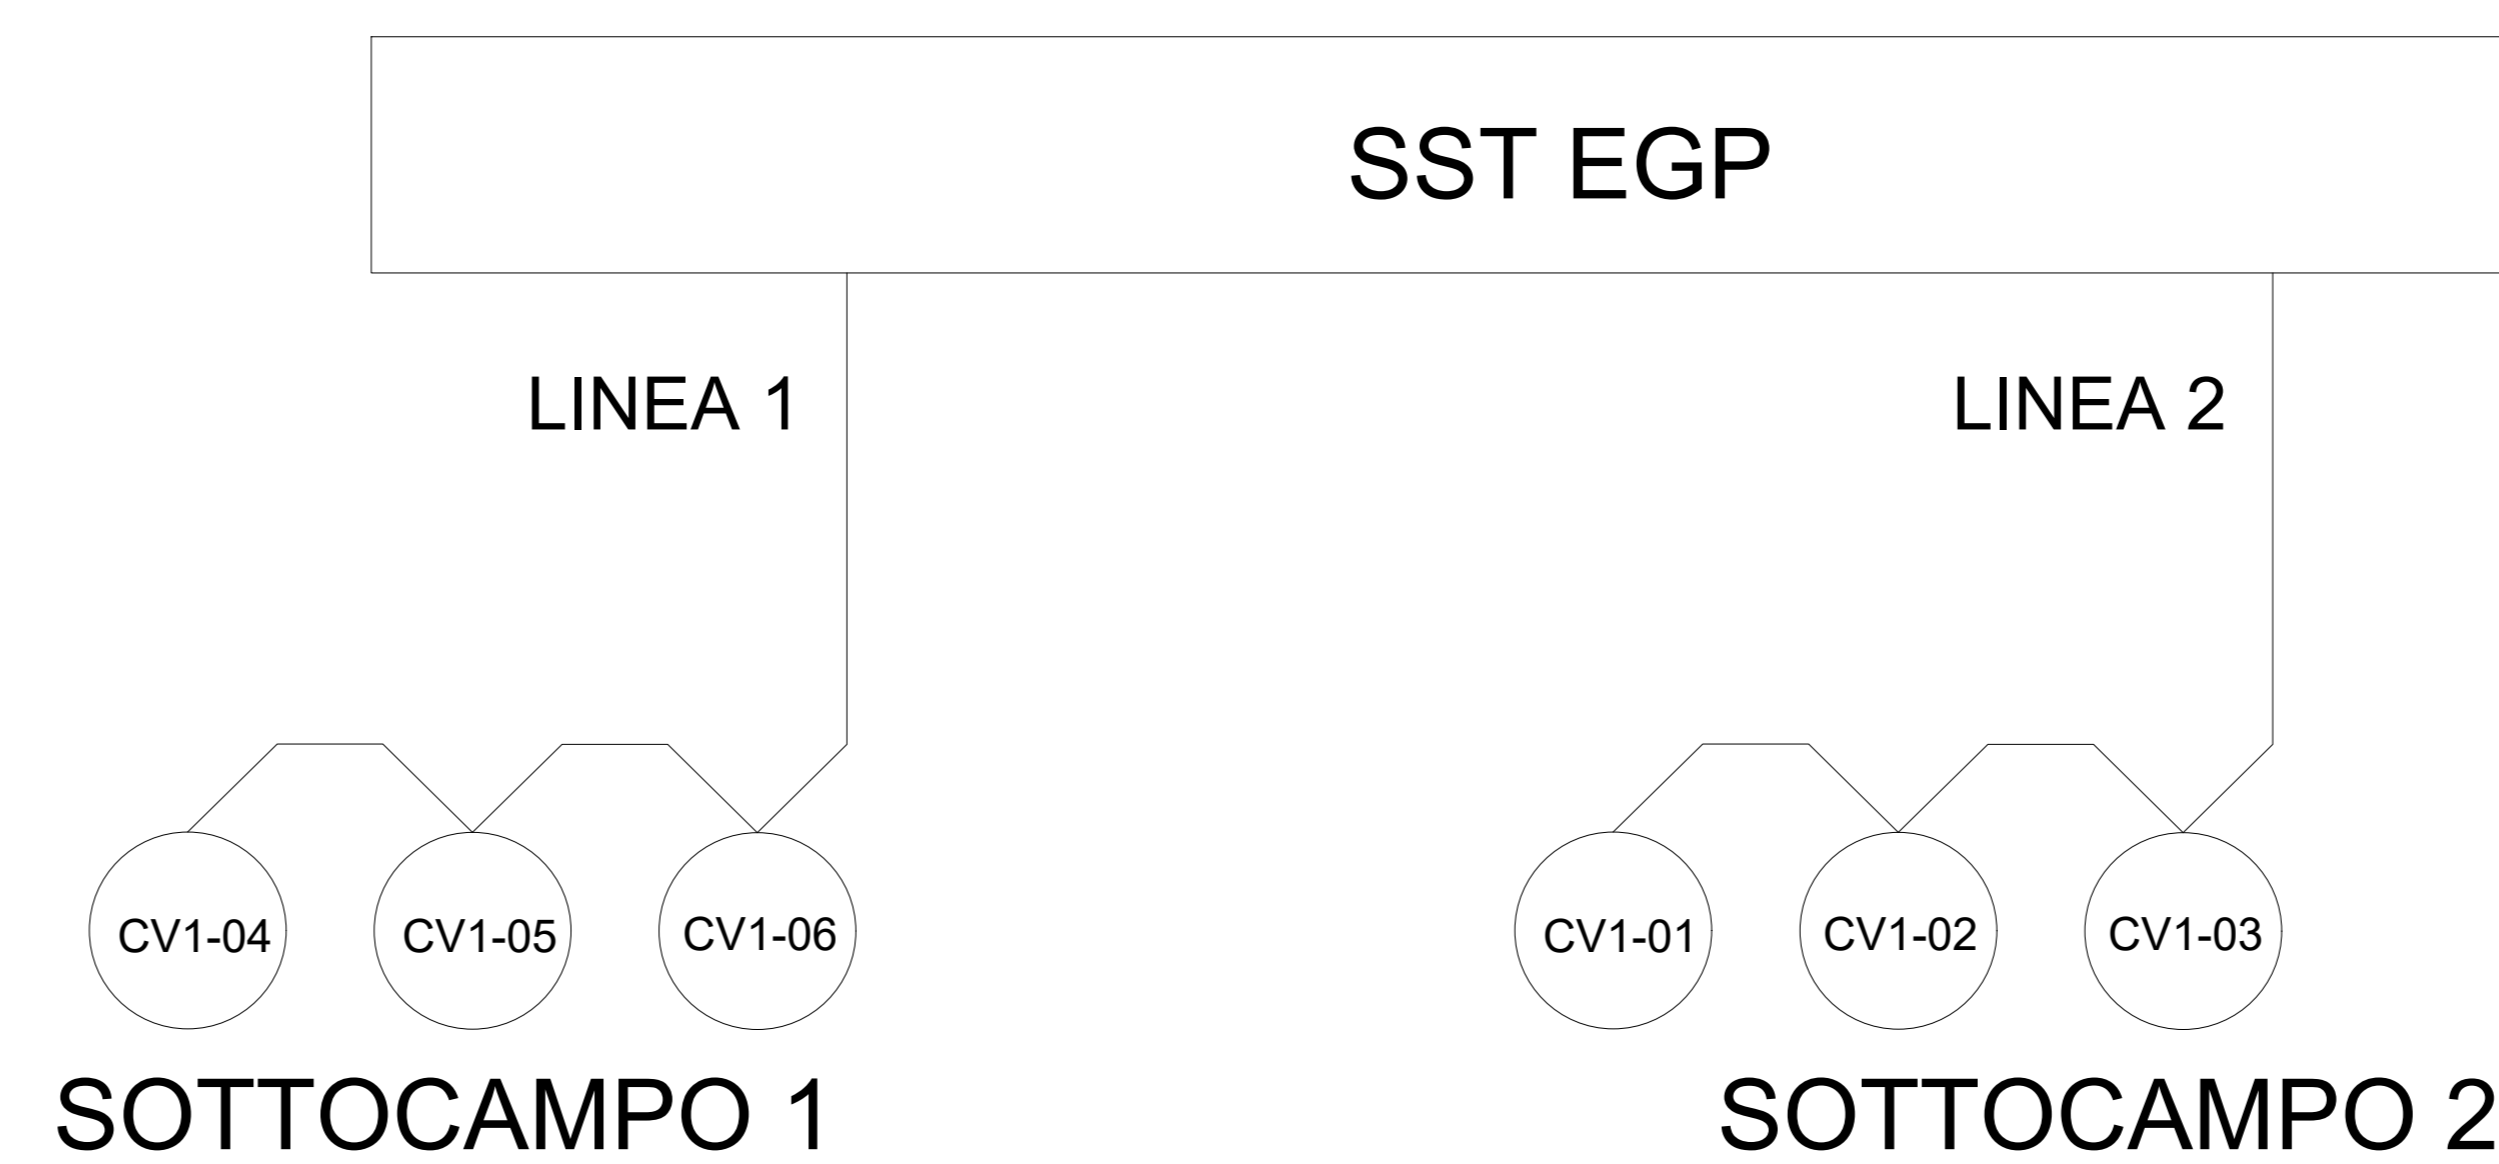 SST EGP
LINEA 1
LINEA 2
CV1-04
CV1-05
CV1-06
CV1-01
CV1-02
CV1-03
SOTTOCAMPO 1
SOTTOCAMPO 2